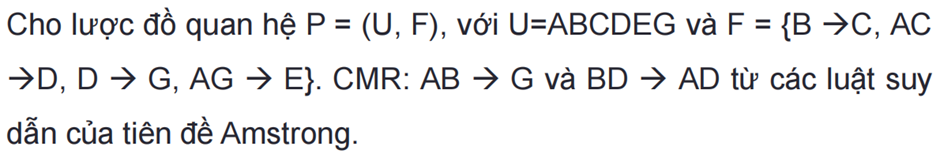 Cho lược đồ quan hệ P = (U, F), với U=ABCDEG và F = {B →C, AC
→D, D → G, AG → E}. CMR: AB → G và BD → AD từ các luật suy
dẫn của tiên đề Amstrong.